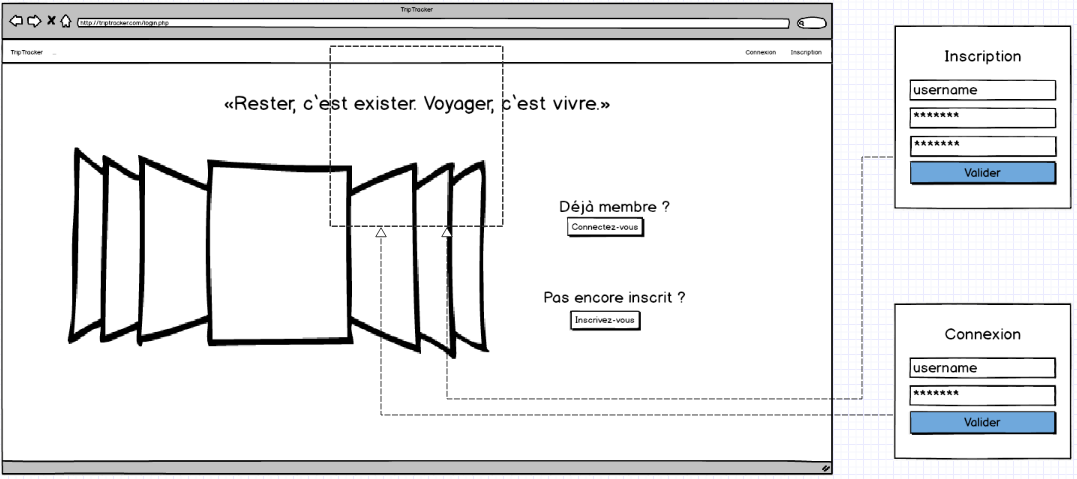 TripTracker
http://triptracker.com/login.php
TripTracker ...
Connexion
Inscription
«Rester, c`est exister. Voyager, c`est vivre.»
Déjà membre ?
Connectez-vous
Pas encore inscrit ?
Inscrivez-vous
Inscription
username
*******
*******
Valider
Connexion
username
*******
Valider